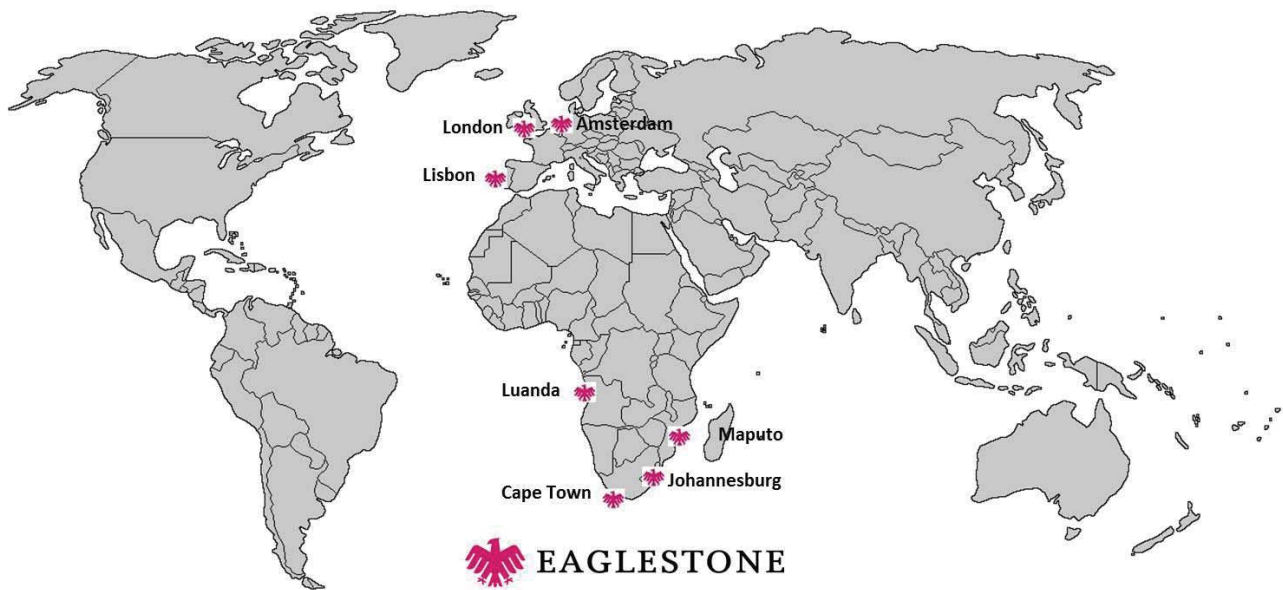 London
Amsterdam
Lisbon
Luanda
Maputo
Johannesburg
Cape Town
EAGLESTONE